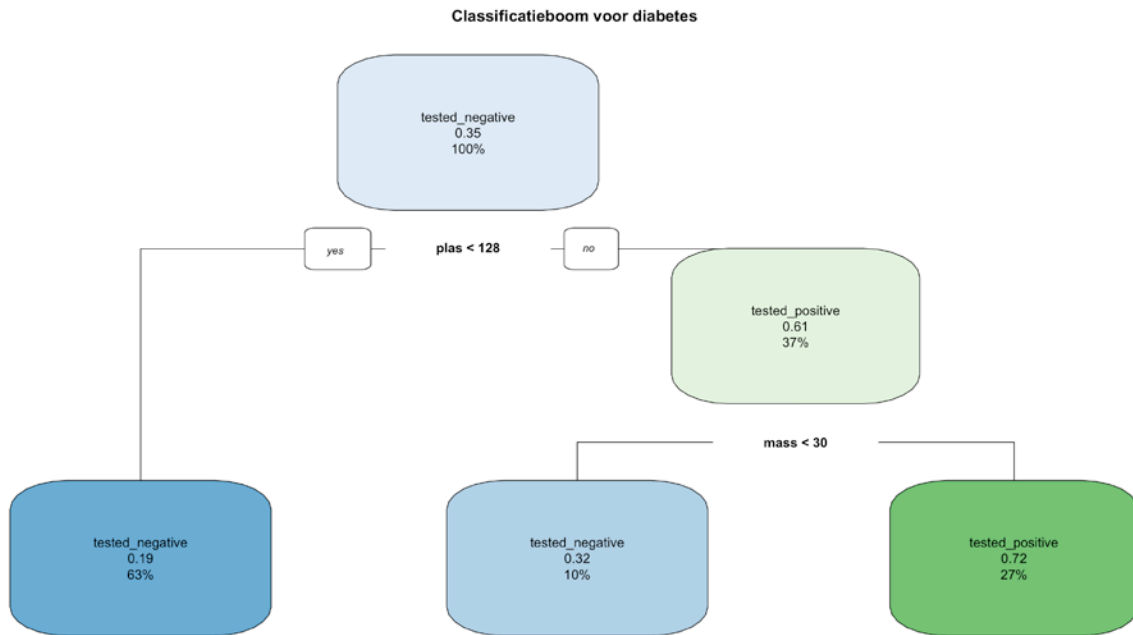 Classificatieboom voor diabetes
tested_negative
0.35
100%
yes
plas < 128
no
tested_positive
0.61
37%
mass < 30
tested_negative
0.19
63%
tested_negative
0.32
10%
tested_positive
0.72
27%